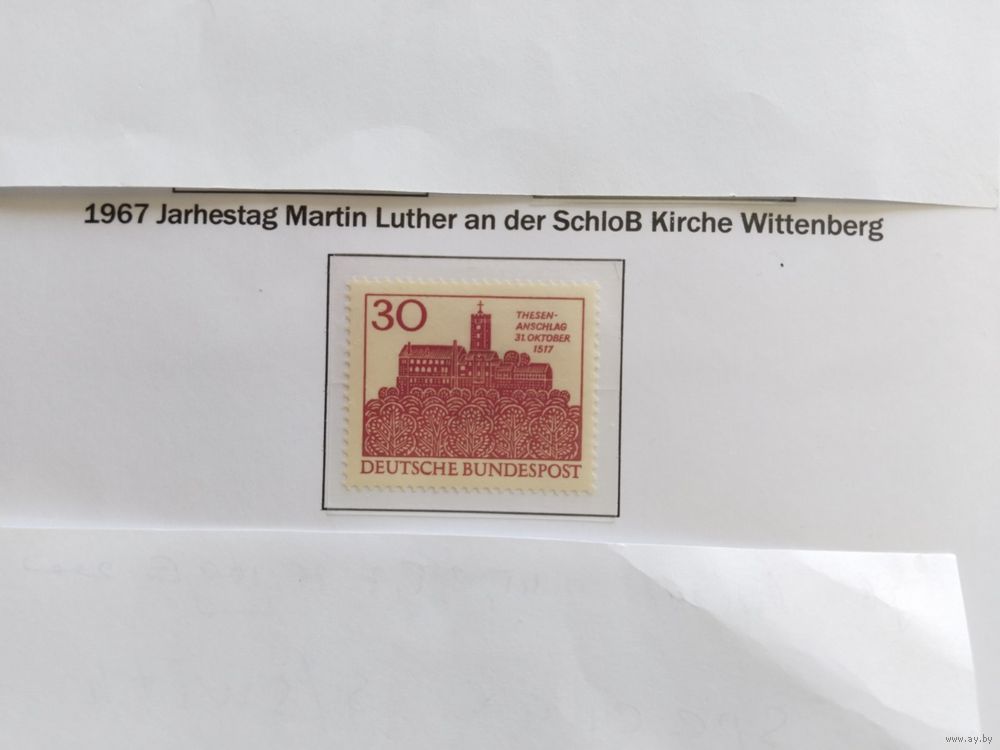 1967 Jarhestag Martin Luther an der SchloB Kirche Wittenberg
30
THESEN-
ANSCHLAG
31. OKTOBER
1517
DEUTSCHE BUNDESPOST
www.ay.by